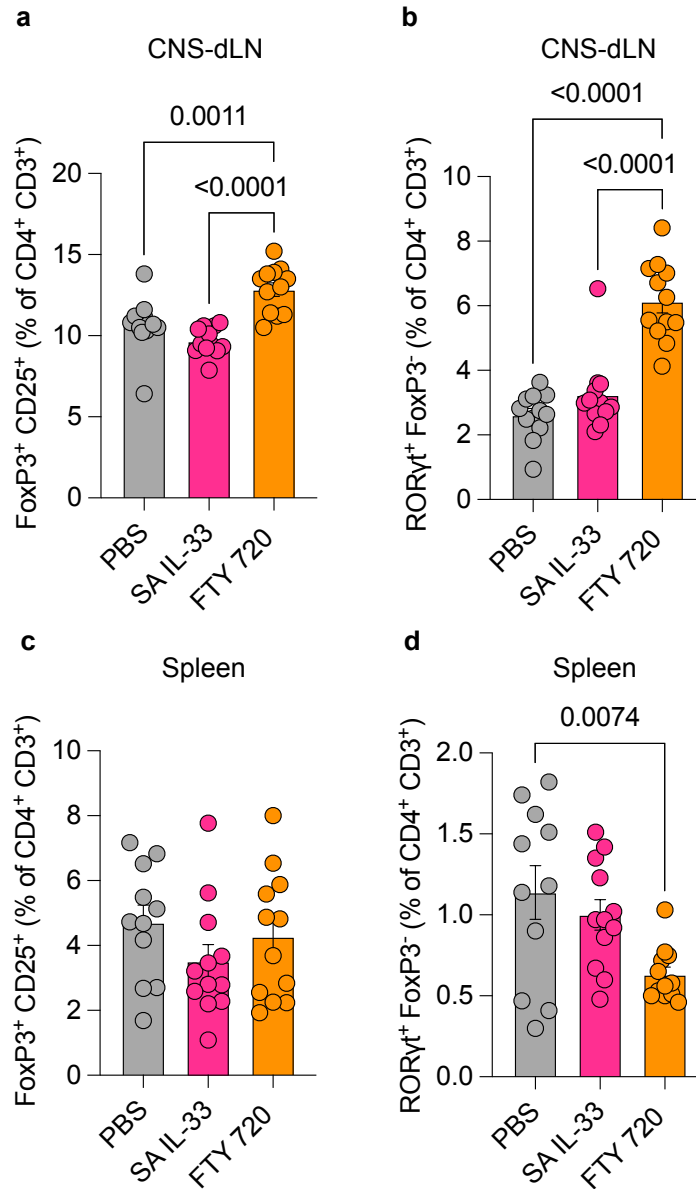 a
CNS-dLN
0.0011
<0.0001
FoxP3⁺ CD25⁺ (% of CD4⁺ CD3⁺)
20
15
10
5
0
PBS
SA IL-33
FTY 720
b
CNS-dLN
<0.0001
<0.0001
RORγt⁺ FoxP3⁻ (% of CD4⁺ CD3⁺)
10
8
6
4
2
0
PBS
SA IL-33
FTY 720
c
Spleen
FoxP3⁺ CD25⁺ (% of CD4⁺ CD3⁺)
10
8
6
4
2
0
PBS
SA IL-33
FTY 720
d
Spleen
0.0074
RORγt⁺ FoxP3⁻ (% of CD4⁺ CD3⁺)
2.0
1.5
1.0
0.5
0.0
PBS
SA IL-33
FTY 720